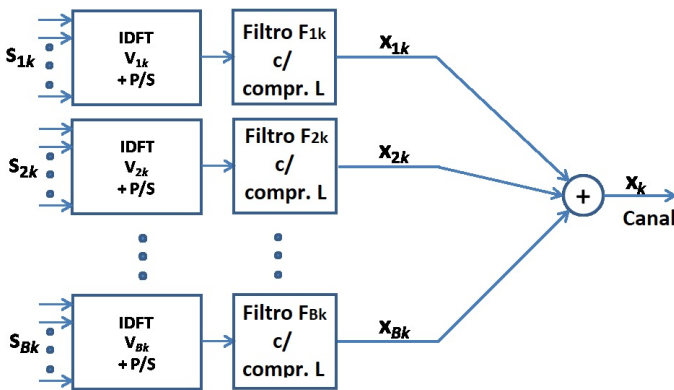 S1k
IDFT
V1k
+ P/S
Filtro F1k
c/
compr. L
x1k
S2k
IDFT
V2k
+ P/S
Filtro F2k
c/
compr. L
x2k
+
xk
Canal
SBk
IDFT
VBk
+ P/S
Filtro FBk
c/
compr. L
xBk